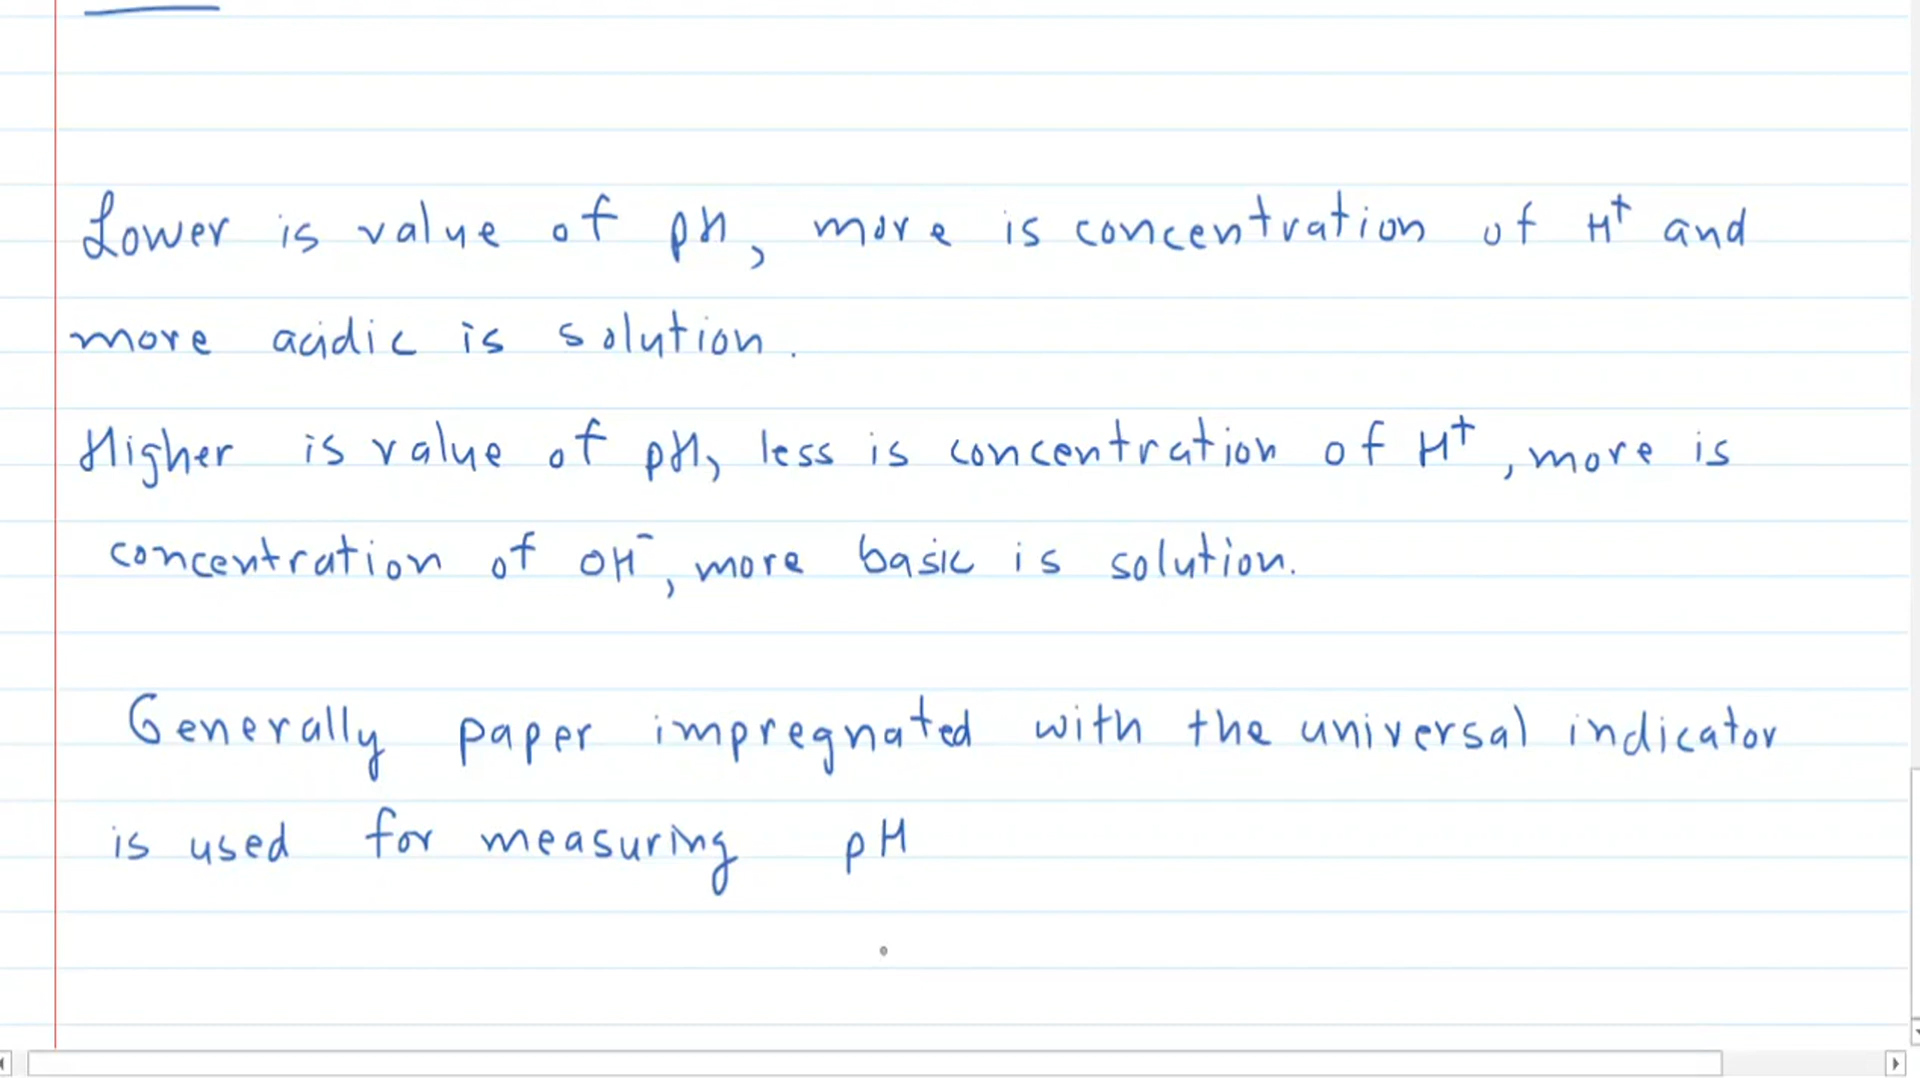 Lower is value of pH, more is concentration of H⁺ and
more acidic is solution.
Higher is value of pH, less is concentration of H⁺, more is
concentration of OH⁻, more basic is solution.
Generally paper impregnated with the universal indicator
is used for measuring pH